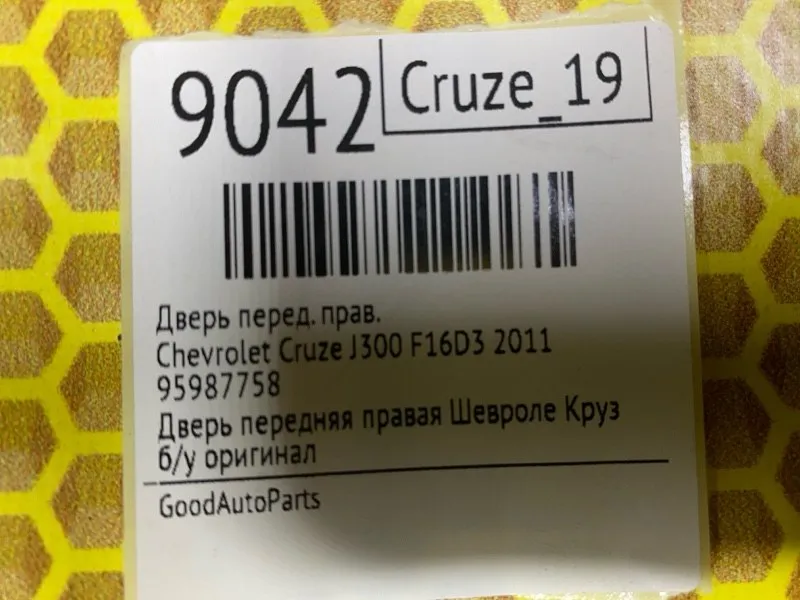 9042
Cruze_19
Дверь перед. прав.
Chevrolet Cruze J300 F16D3 2011
95987758
Дверь передняя правая Шевроле Круз
б/у оригинал
GoodAutoParts